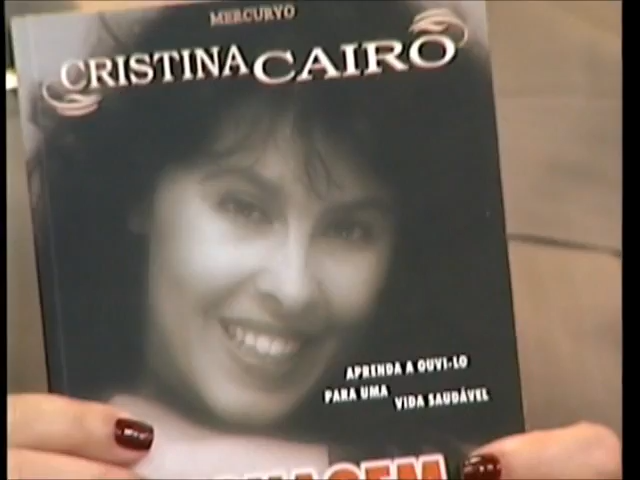 MERCURYO
CRISTINA CAIRO
APRENDA A OUVI-LO
PARA UMA VIDA SAUDÁVEL